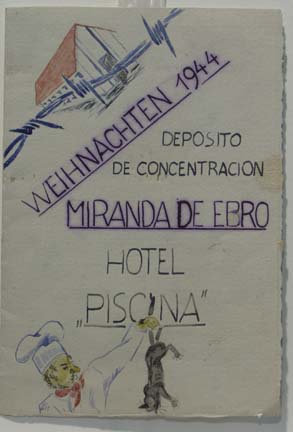 WEIHNACHTEN 1944
DEPOSITO
DE CONCENTRACION
MIRANDA DE EBRO
HOTEL
„PISCINA"